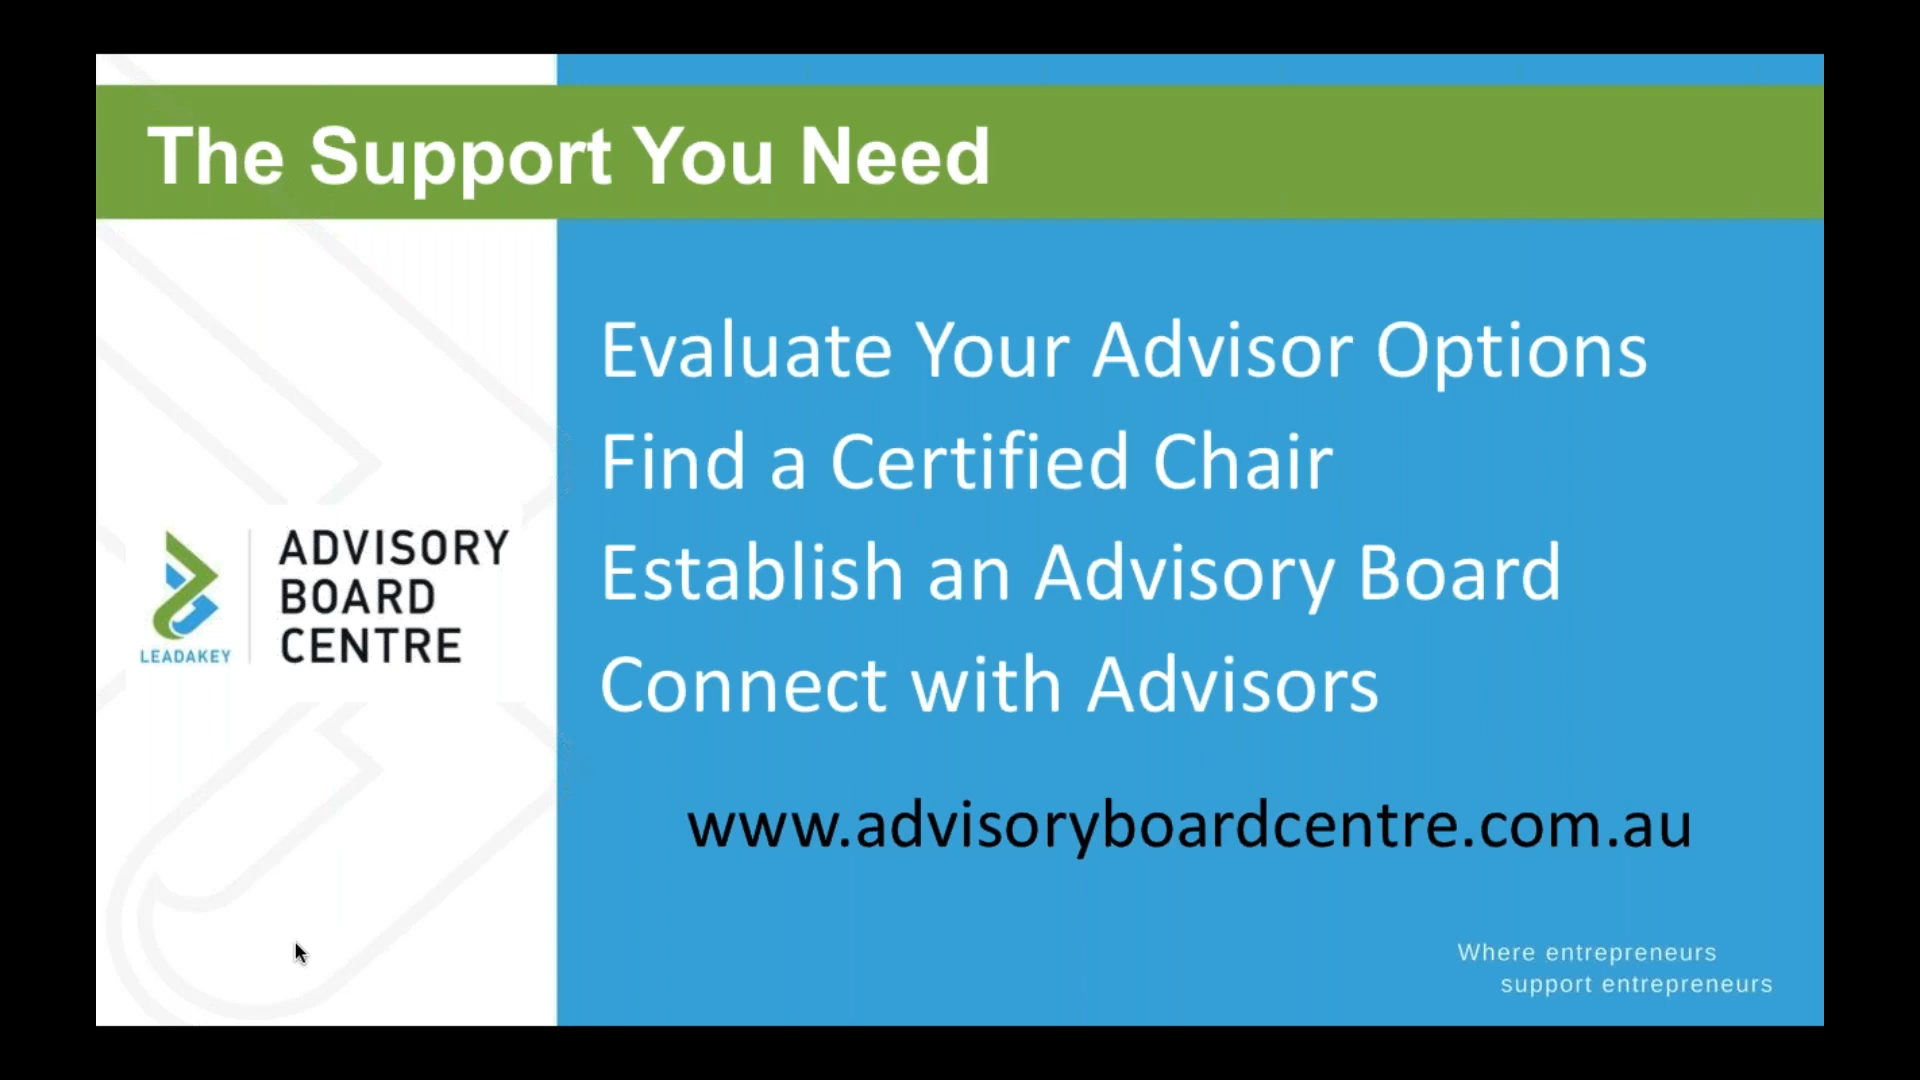 The Support You Need
Evaluate Your Advisor Options
Find a Certified Chair
Establish an Advisory Board
Connect with Advisors
www.advisoryboardcentre.com.au
LEADAKEY
ADVISORY
BOARD
CENTRE
Where entrepreneurs
support entrepreneurs